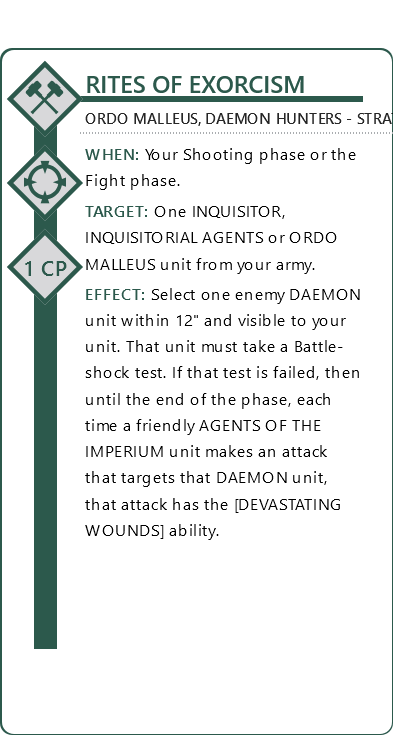 RITES OF EXORCISM
ORDO MALLEUS, DAEMON HUNTERS - STRA
WHEN: Your Shooting phase or the
Fight phase.
TARGET: One INQUISITOR,
INQUISITORIAL AGENTS or ORDO
MALLEUS unit from your army.
1 CP
EFFECT: Select one enemy DAEMON
unit within 12" and visible to your
unit. That unit must take a Battle-
shock test. If that test is failed, then
until the end of the phase, each
time a friendly AGENTS OF THE
IMPERIUM unit makes an attack
that targets that DAEMON unit,
that attack has the [DEVASTATING
WOUNDS] ability.